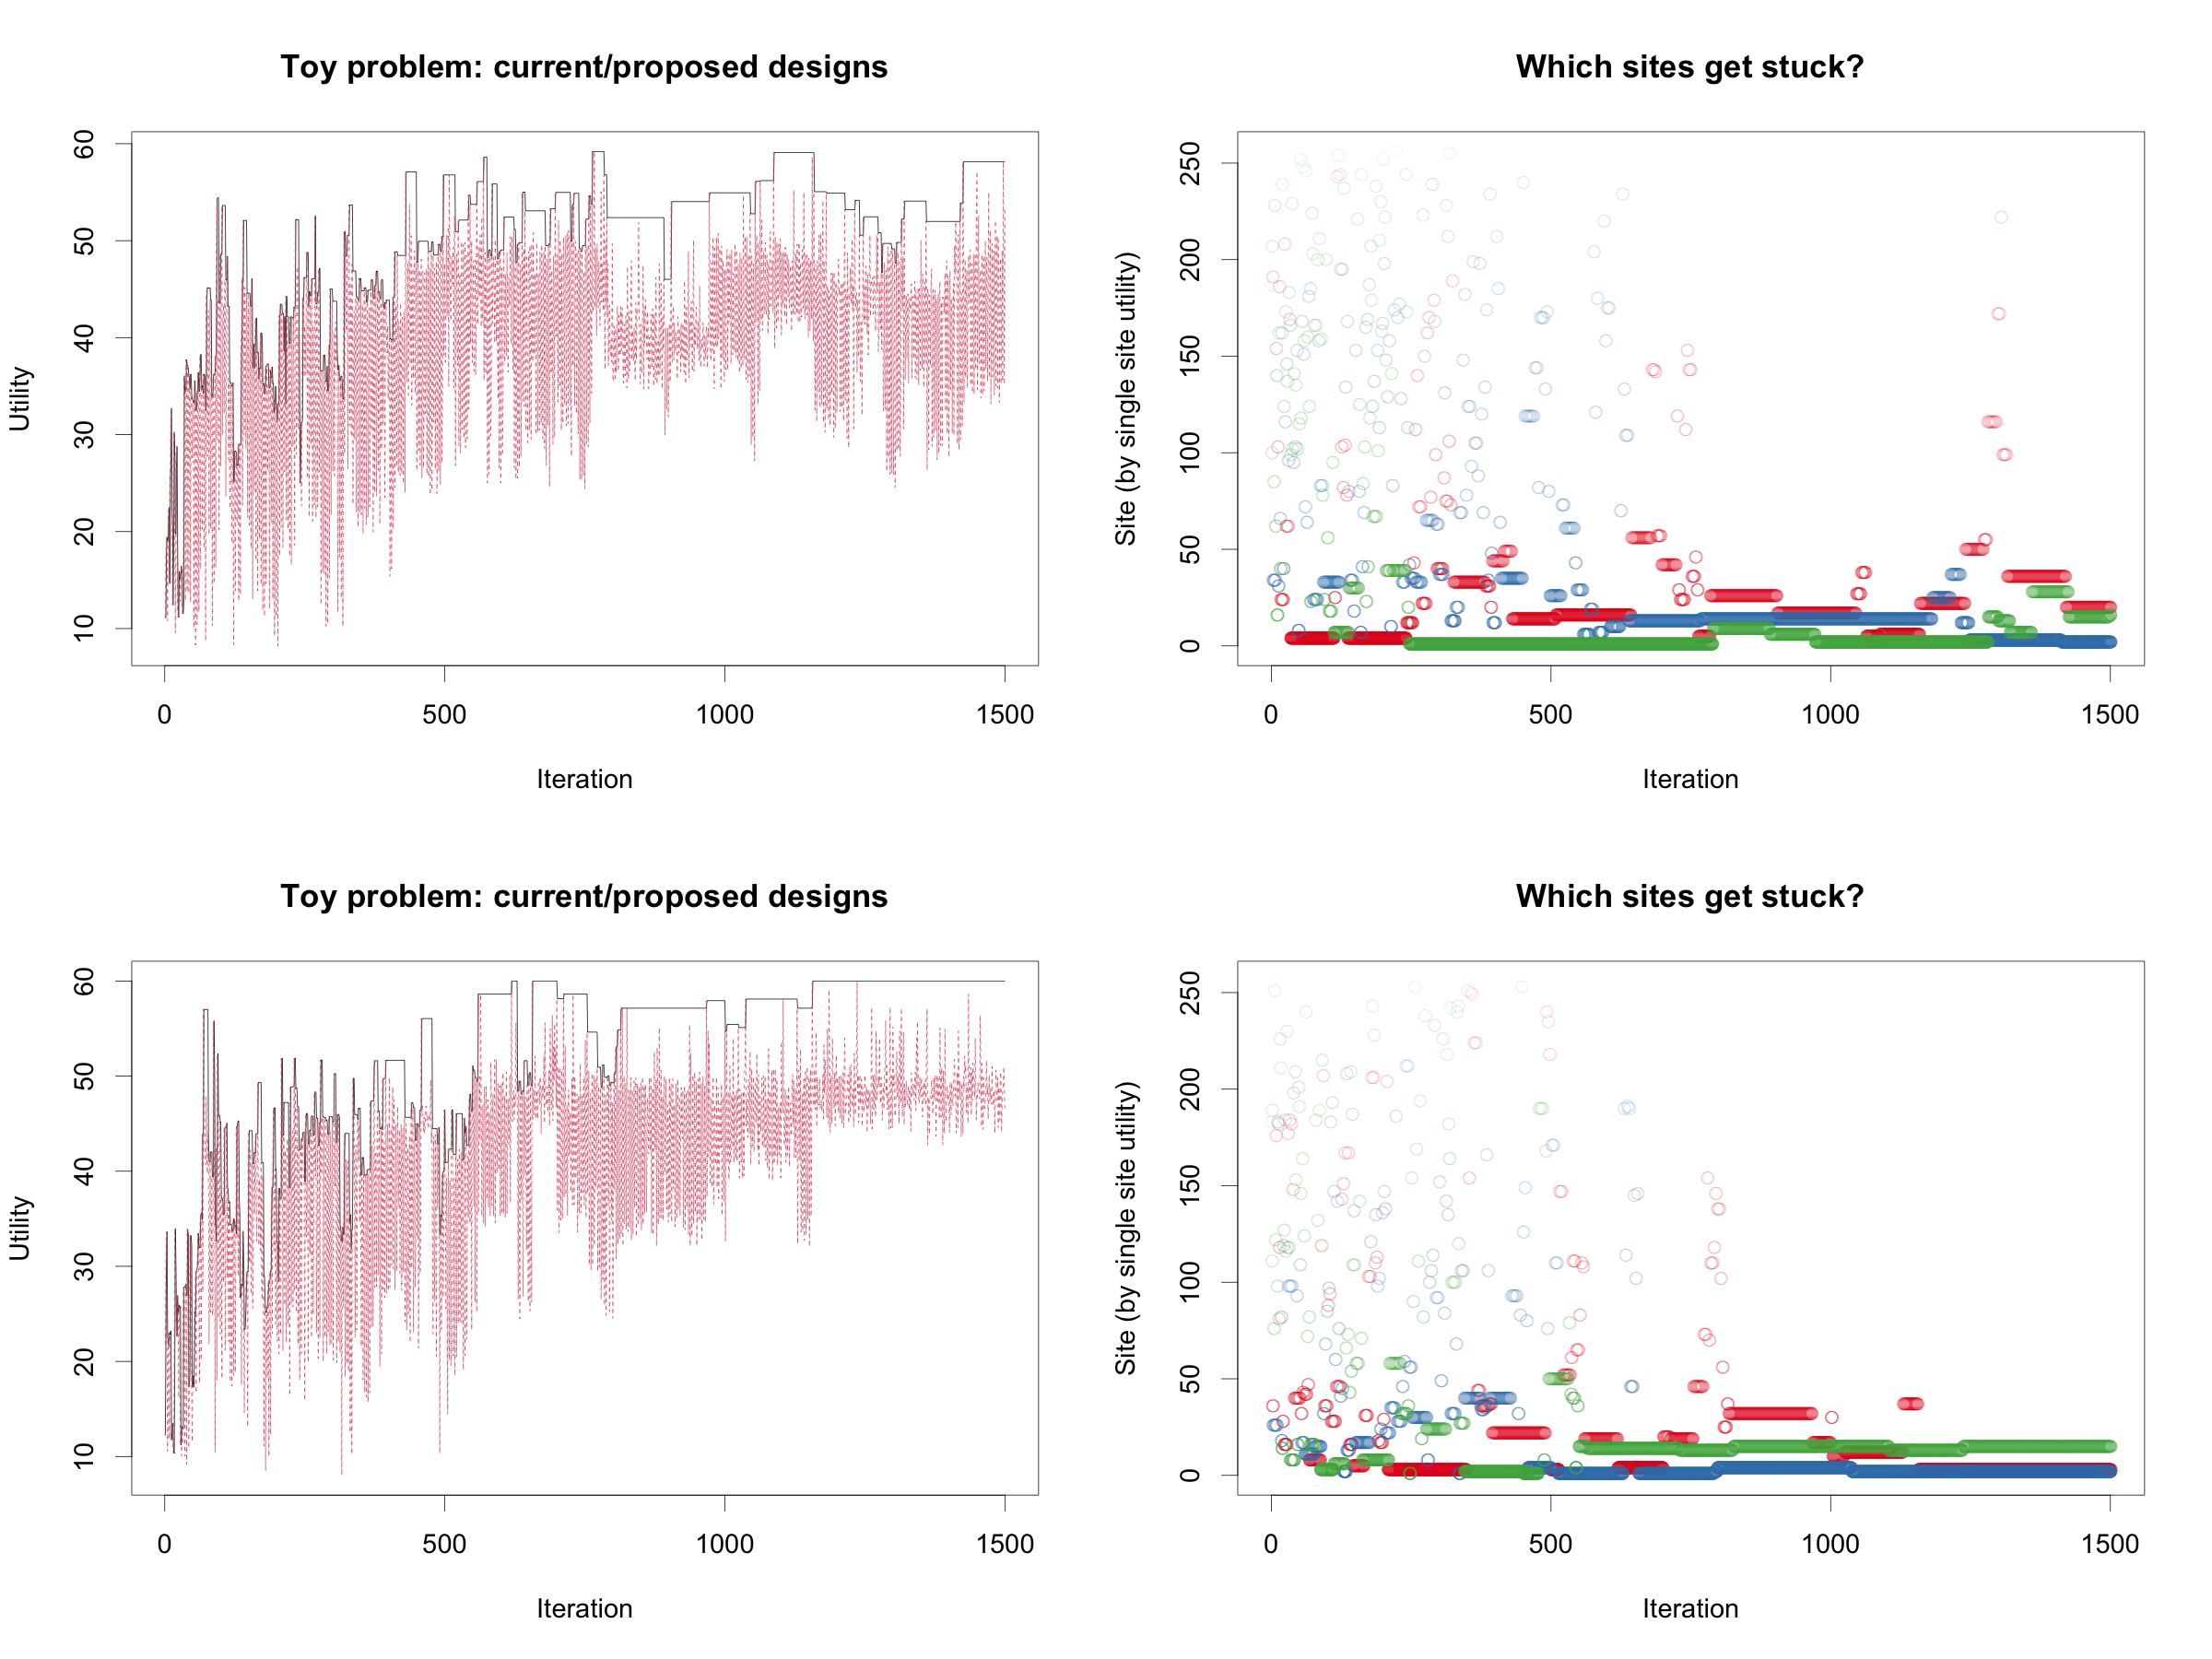 Toy problem: current/proposed designs
Utility
60
50
40
30
20
10
0 500 1000 1500
Iteration
Which sites get stuck?
Site (by single site utility)
250
200
150
100
50
0
0 500 1000 1500
Iteration
Toy problem: current/proposed designs
Utility
60
50
40
30
20
10
0 500 1000 1500
Iteration
Which sites get stuck?
Site (by single site utility)
250
200
150
100
50
0
0 500 1000 1500
Iteration